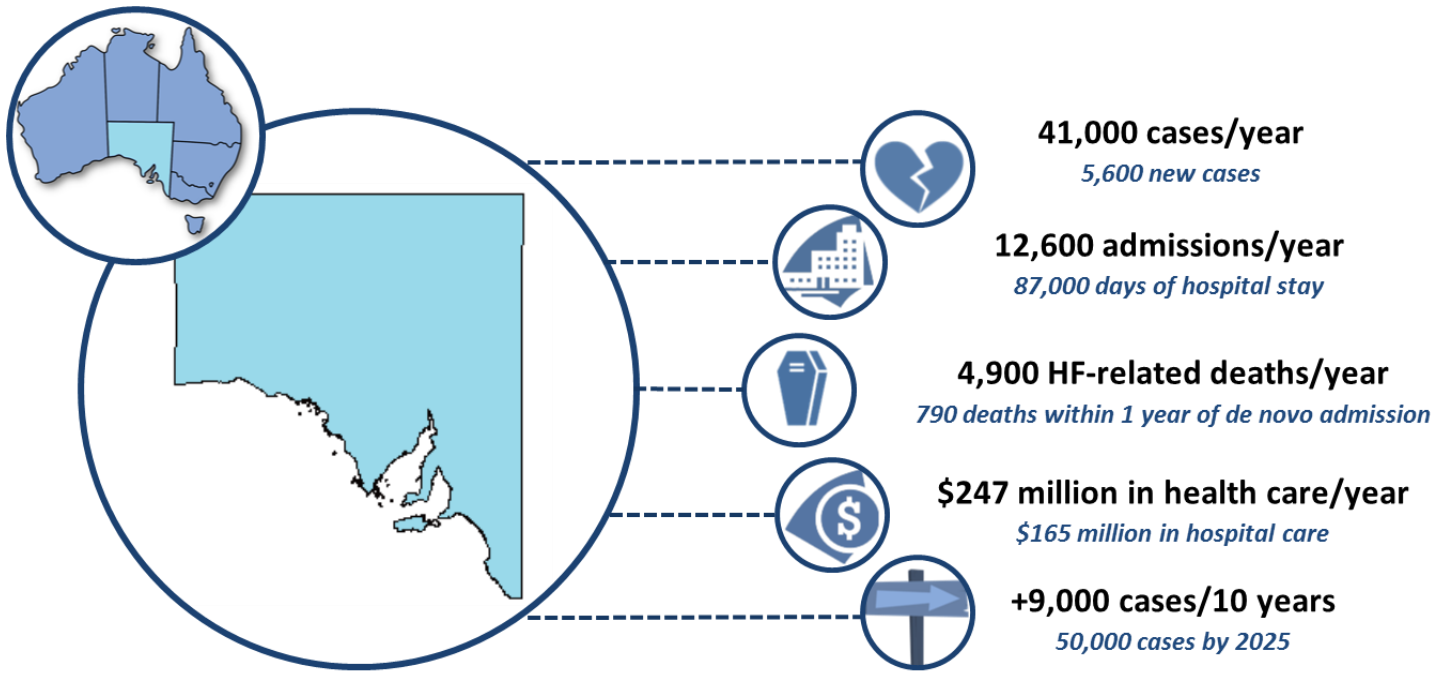 41,000 cases/year
5,600 new cases
12,600 admissions/year
87,000 days of hospital stay
4,900 HF-related deaths/year
790 deaths within 1 year of de novo admission
$247 million in health care/year
$165 million in hospital care
+9,000 cases/10 years
50,000 cases by 2025